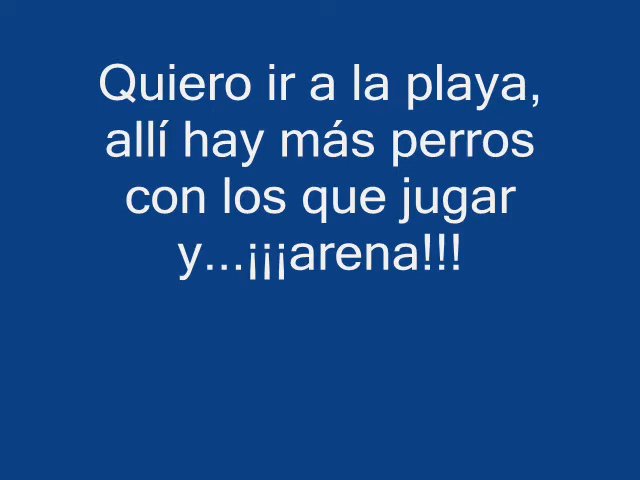 Quiero ir a la playa,
allí hay más perros
con los que jugar
y...¡¡¡arena!!!